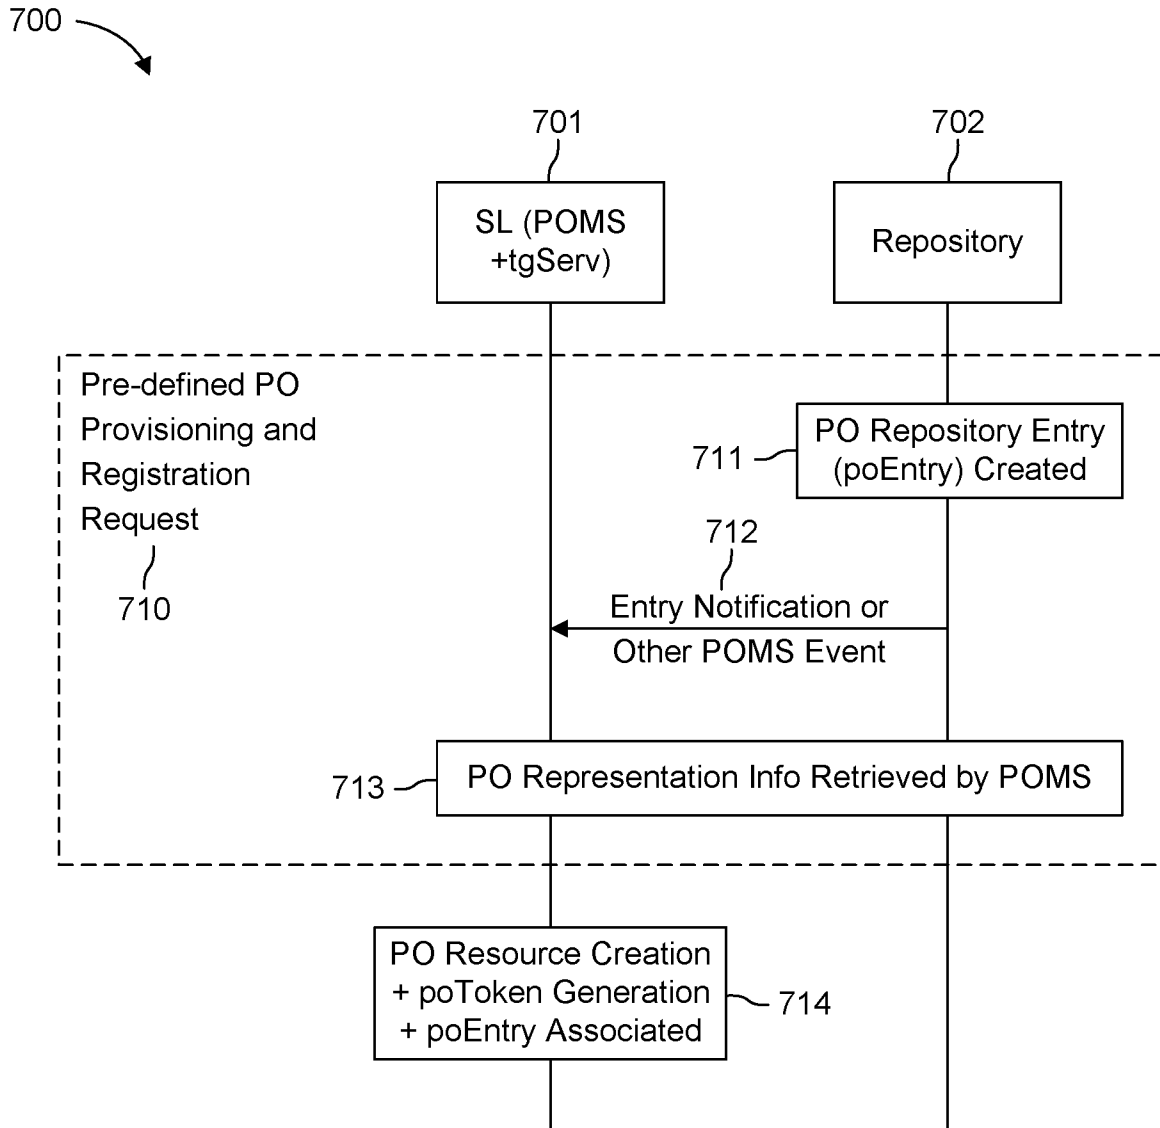 700
701
702
SL (POMS
+tgServ)
Repository
Pre-defined PO
Provisioning and
Registration
Request
710
PO Repository Entry
(poEntry) Created
711
712
Entry Notification or
Other POMS Event
713
PO Representation Info Retrieved by POMS
PO Resource Creation
+ poToken Generation
+ poEntry Associated
714